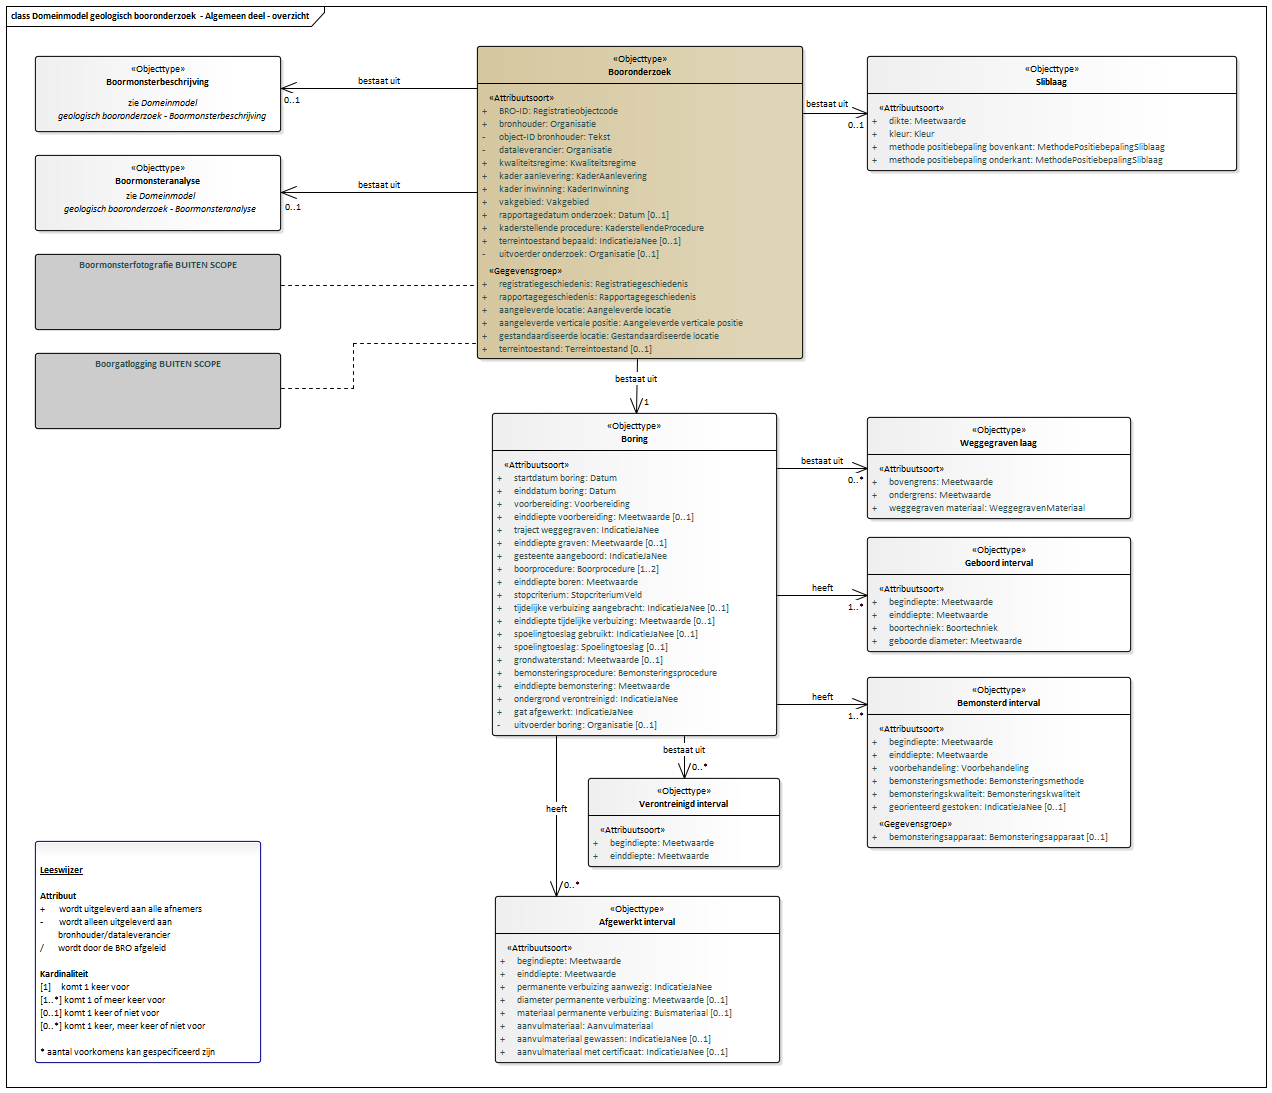 class Domeinmodel geologisch booronderzoek - Algemeen deel - overzicht
«Objecttype»
Boormonsterbeschrijving
zie Domeinmodel
geologisch booronderzoek - Boormonsterbeschrijving
bestaat uit
0..1
«Objecttype»
Boormonsteranalyse
zie Domeinmodel
geologisch booronderzoek - Boormonsteranalyse
bestaat uit
0..1
Boormonsterfotografie BUITEN SCOPE
Boorgatlogging BUITEN SCOPE
«Objecttype»
Booronderzoek
«Attribuutsoort»
+ BRO-ID: Registratieobjectcode
+ bronhouder: Organisatie
- object-ID bronhouder: Tekst
- dataleverancier: Organisatie
+ kwaliteitsregime: Kwaliteitsregime
+ kader aanlevering: KaderAanlevering
+ kader inwinning: KaderInwinning
+ vakgebied: Vakgebied
+ rapportagedatum onderzoek: Datum [0..1]
+ kaderstellende procedure: KaderstellendeProcedure
+ terreintoestand bepaald: IndicatieJaNee [0..1]
- uitvoerder onderzoek: Organisatie [0..1]
«Gegevensgroep»
+ registratiegeschiedenis: Registratiegeschiedenis
+ rapportagegeschiedenis: Rapportagegeschiedenis
+ aangeleverde locatie: Aangeleverde locatie
+ aangeleverde verticale positie: Aangeleverde verticale positie
+ gestandaardiseerde locatie: Gestandaardiseerde locatie
+ terreintoestand: Terreintoestand [0..1]
bestaat uit
0..1
«Objecttype»
Sliblaag
«Attribuutsoort»
+ dikte: Meetwaarde
+ kleur: Kleur
+ methode positiebepaling bovenkant: MethodePositiebepalingSliblaag
+ methode positiebepaling onderkant: MethodePositiebepalingSliblaag
bestaat uit
1
«Objecttype»
Boring
«Attribuutsoort»
+ startdatum boring: Datum
+ einddatum boring: Datum
+ voorbereiding: Voorbereiding
+ einddiepte voorbereiding: Meetwaarde [0..1]
+ traject weggegraven: IndicatieJaNee
+ einddiepte graven: Meetwaarde [0..1]
+ gesteente aangeboord: IndicatieJaNee
+ boorprocedure: Boorprocedure [1..2]
+ einddiepte boren: Meetwaarde
+ stopcriterium: StopcriteriumVeld
+ tijdelijke verbuizing aangebracht: IndicatieJaNee [0..1]
+ einddiepte tijdelijke verbuizing: Meetwaarde [0..1]
+ spoelingtoeslag gebruikt: IndicatieJaNee [0..1]
+ spoelingtoeslag: Spoelingtoeslag [0..1]
+ grondwaterstand: Meetwaarde [0..1]
+ bemonsteringsprocedure: Bemonsteringsprocedure
+ einddiepte bemonstering: Meetwaarde
+ ondergrond verontreinigd: IndicatieJaNee
+ gat afgewerkt: IndicatieJaNee
- uitvoerder boring: Organisatie [0..1]
bestaat uit
0..*
«Objecttype»
Weggegraven laag
«Attribuutsoort»
+ bovengrens: Meetwaarde
+ ondergrens: Meetwaarde
+ weggegraven materiaal: WeggegravenMateriaal
heeft
1..*
«Objecttype»
Geboord interval
«Attribuutsoort»
+ begindiepte: Meetwaarde
+ einddiepte: Meetwaarde
+ boortechniek: Boortechniek
+ geboorde diameter: Meetwaarde
heeft
1..*
«Objecttype»
Bemonsterd interval
«Attribuutsoort»
+ begindiepte: Meetwaarde
+ einddiepte: Meetwaarde
+ voorbehandeling: Voorbehandeling
+ bemonsteringsmethode: Bemonsteringsmethode
+ bemonsteringskwaliteit: Bemonsteringskwaliteit
+ georienteerd gestoken: IndicatieJaNee [0..1]
«Gegevensgroep»
+ bemonsteringsapparaat: Bemonsteringsapparaat [0..1]
bestaat uit
0..*
«Objecttype»
Verontreinigd interval
«Attribuutsoort»
+ begindiepte: Meetwaarde
+ einddiepte: Meetwaarde
heeft
0..*
«Objecttype»
Afgewerkt interval
«Attribuutsoort»
+ begindiepte: Meetwaarde
+ einddiepte: Meetwaarde
+ permanente verbuizing aanwezig: IndicatieJaNee
+ diameter permanente verbuizing: Meetwaarde [0..1]
+ materiaal permanente verbuizing: Buismateriaal [0..1]
+ aanvulmateriaal: Aanvulmateriaal
+ aanvulmateriaal gewassen: IndicatieJaNee [0..1]
+ aanvulmateriaal met certificaat: IndicatieJaNee [0..1]
Leeswijzer
Attribuut
+ wordt uitgeleverd aan alle afnemers
- wordt alleen uitgeleverd aan
bronhouder/dataleverancier
/ wordt door de BRO afgeleid
Kardinaliteit
[1] komt 1 keer voor
[1..*] komt 1 of meer keer voor
[0..1] komt 1 keer of niet voor
[0..*] komt 1 keer, meer keer of niet voor
* aantal voorkomens kan gespecificeerd zijn